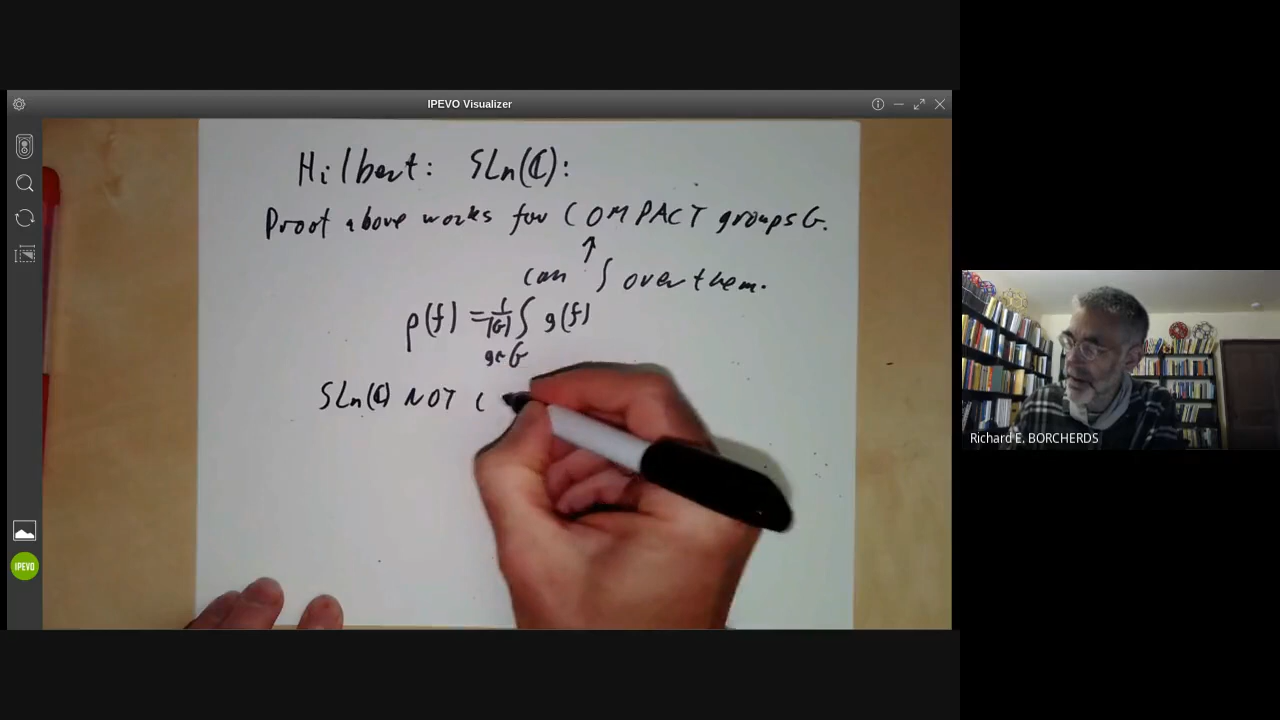 IPEVO Visualizer
Hilbert: SLn(ℂ):
Proof above works for COMPACT groups G.
↑
can ∫ over them.
ρ(f) = 1/|G| ∫ g(f)
g∈G
SLn(ℂ) NOT C
IPEVO
Richard E. BORCHERDS